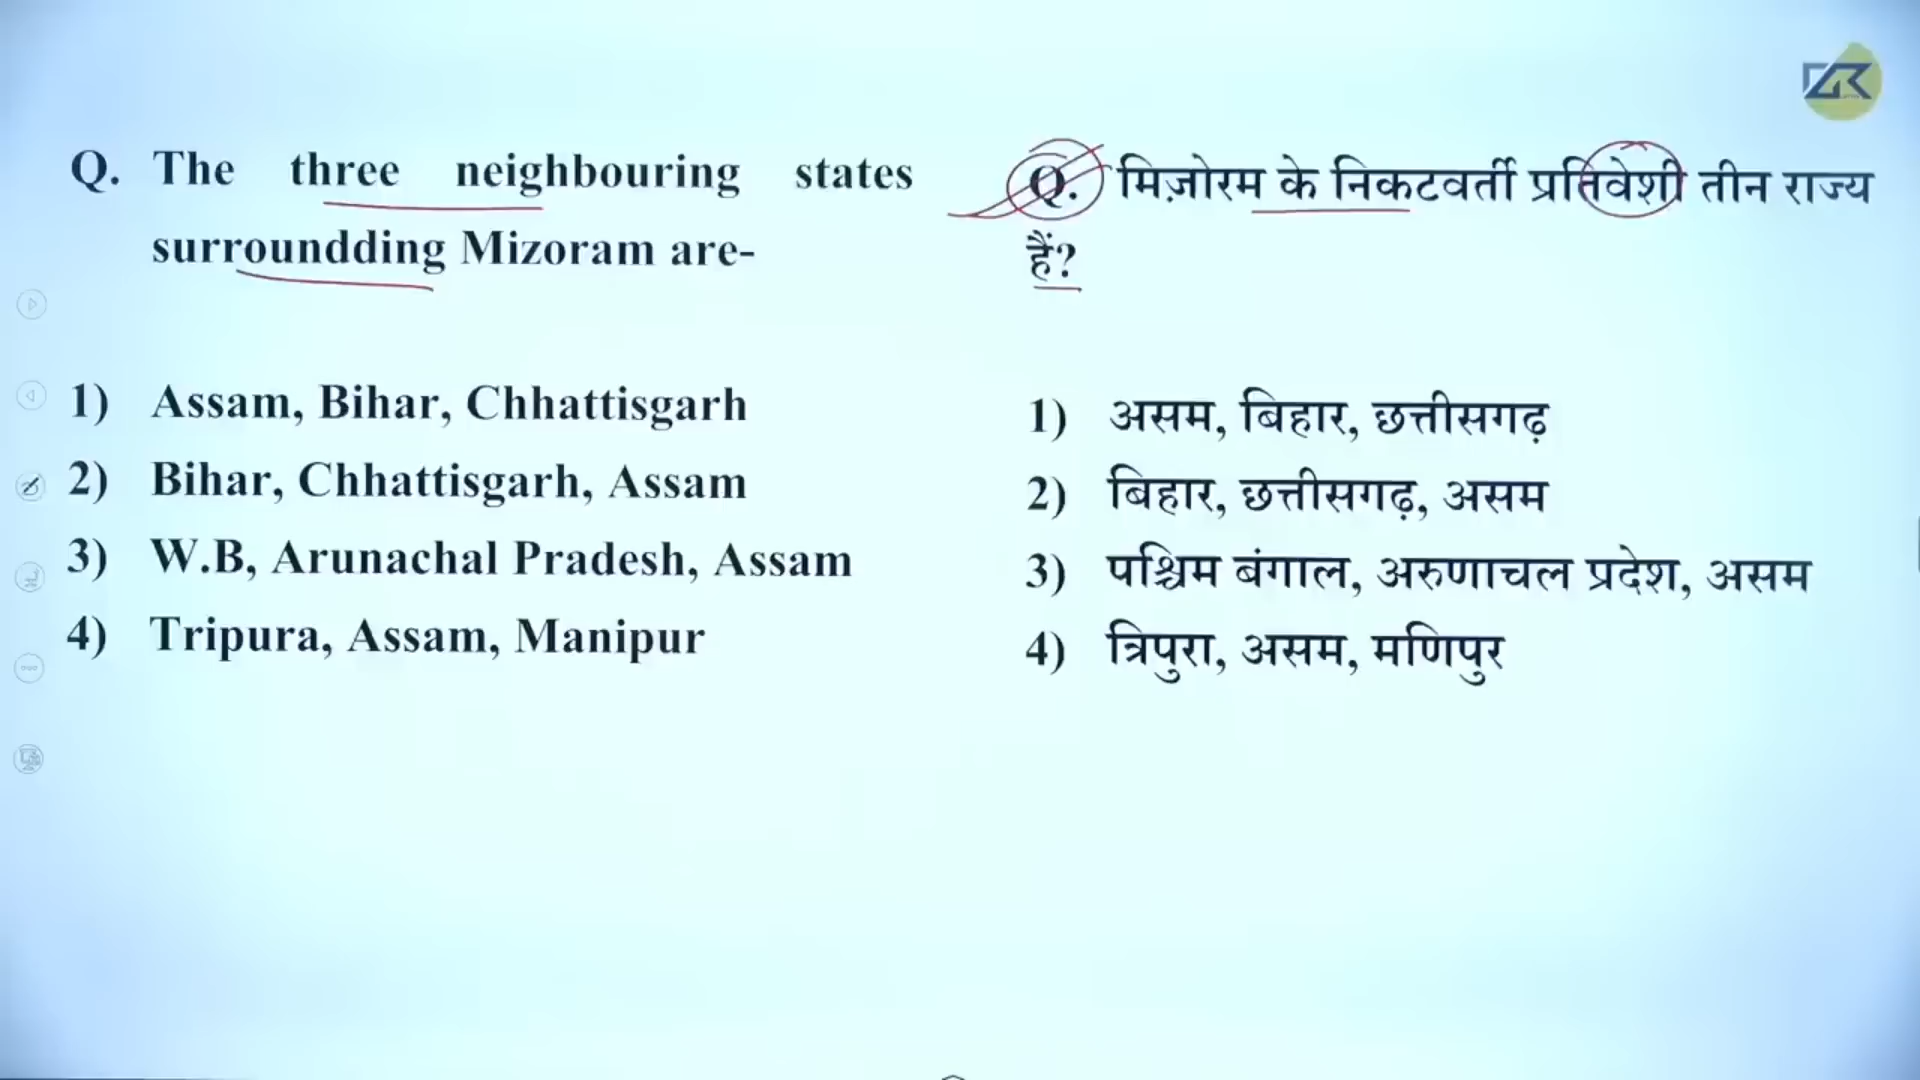 Q. The three neighbouring states
surroundding Mizoram are-
1) Assam, Bihar, Chhattisgarh
2) Bihar, Chhattisgarh, Assam
3) W.B, Arunachal Pradesh, Assam
4) Tripura, Assam, Manipur
Q. मिज़ोरम के निकटवर्ती प्रतिवेशी तीन राज्य
हैं?
1) असम, बिहार, छत्तीसगढ़
2) बिहार, छत्तीसगढ़, असम
3) पश्चिम बंगाल, अरुणाचल प्रदेश, असम
4) त्रिपुरा, असम, मणिपुर